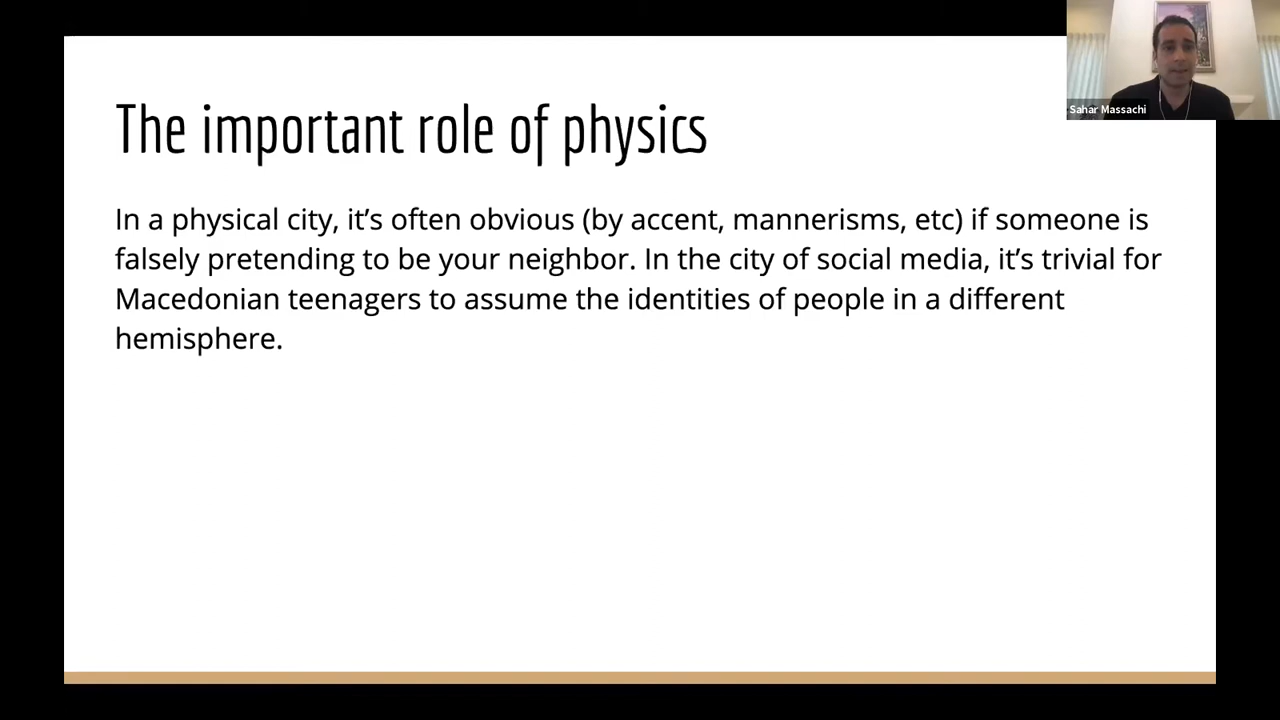 The important role of physics
In a physical city, it’s often obvious (by accent, mannerisms, etc) if someone is
falsely pretending to be your neighbor. In the city of social media, it’s trivial for
Macedonian teenagers to assume the identities of people in a different
hemisphere.
Sahar Massachi